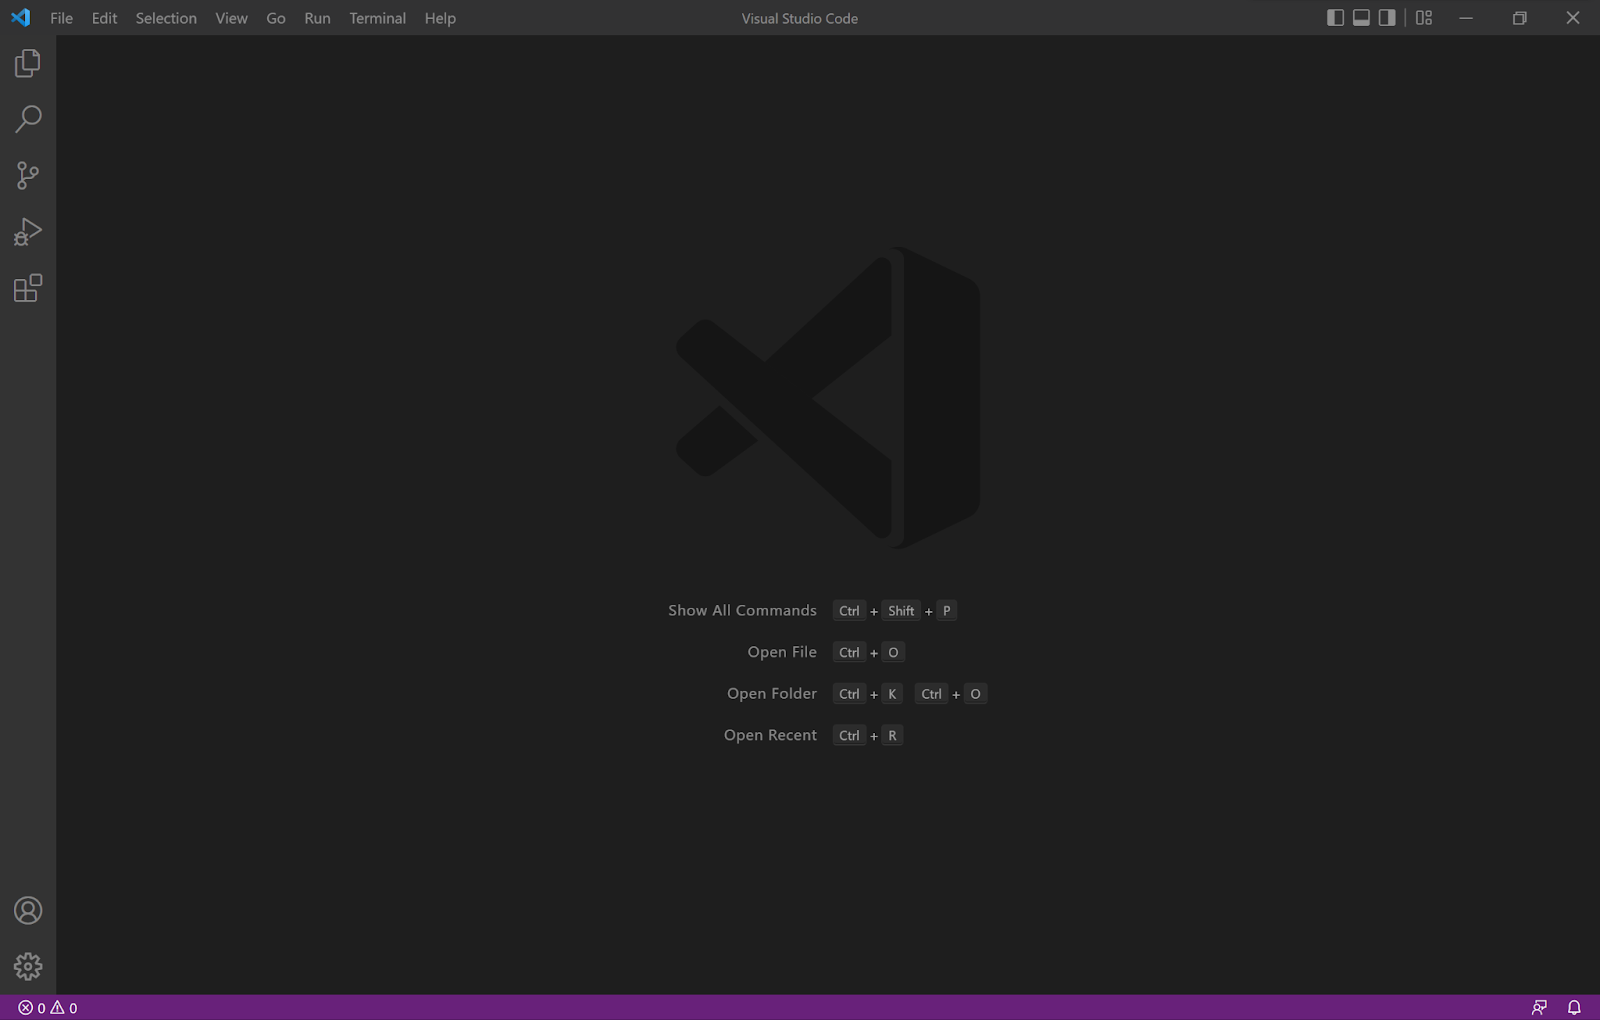 File Edit Selection View Go Run Terminal Help Visual Studio Code
Show All Commands Ctrl + Shift + P
Open File Ctrl + O
Open Folder Ctrl + K Ctrl + O
Open Recent Ctrl + R
0 0